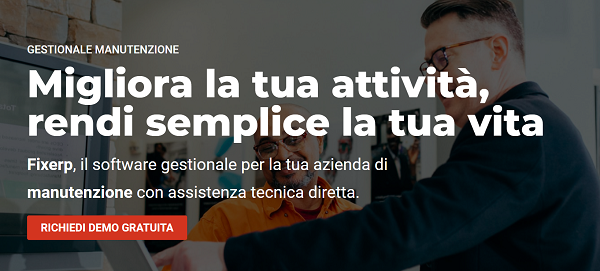 GESTIONALE MANUTENZIONE
Migliora la tua attività,
rendi semplice la tua vita
Fixerp, il software gestionale per la tua azienda di
manutenzione con assistenza tecnica diretta.
RICHIEDI DEMO GRATUITA